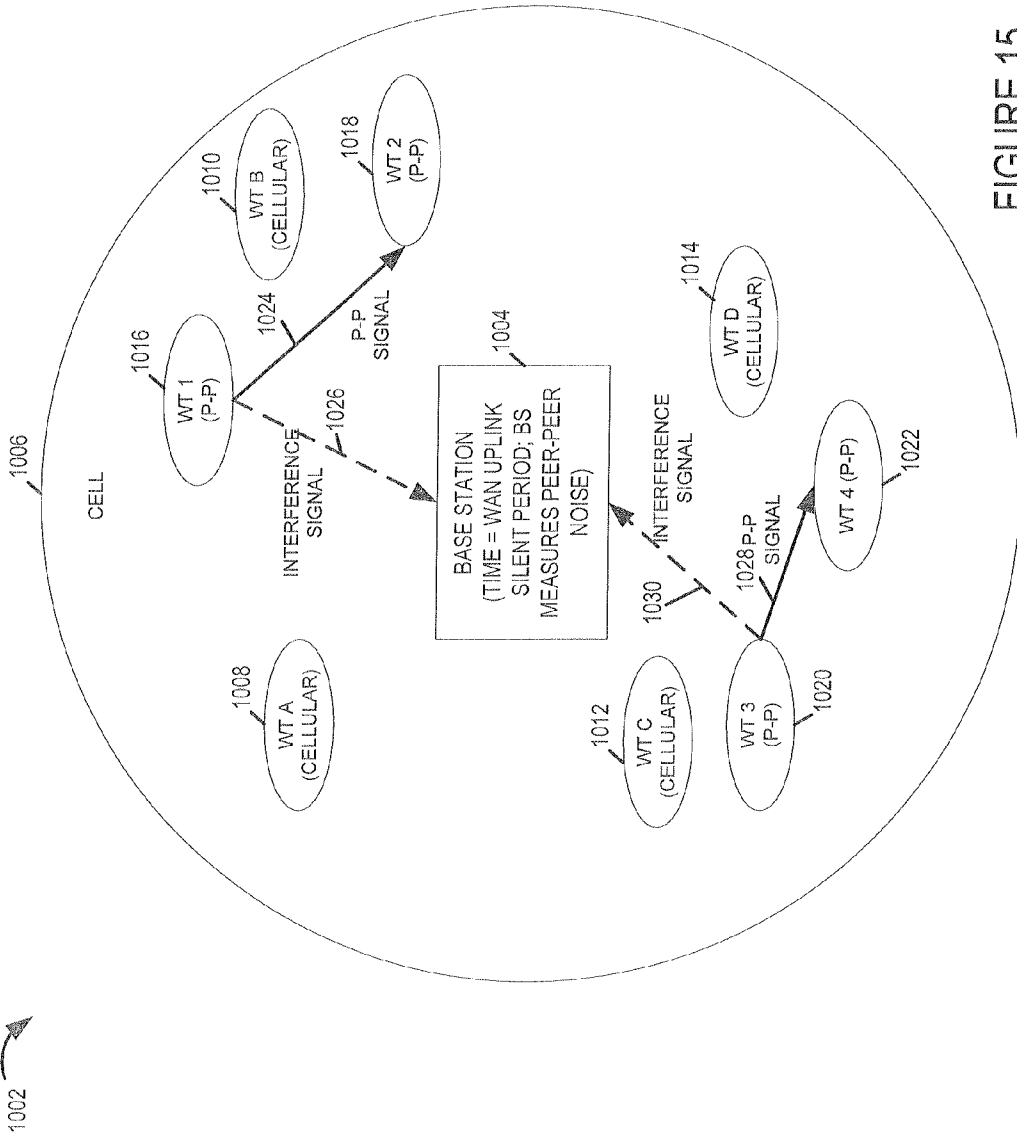 1002
1006
CELL
1016
WT 1
(P-P)
1010
WT B
(CELLULAR)
1018
WT 2
(P-P)
1024
P-P
SIGNAL
INTERFERENCE
SIGNAL
1026
1008
WT A
(CELLULAR)
1004
BASE STATION
(TIME = WAN UPLINK
SILENT PERIOD; BS
MEASURES PEER-PEER
NOISE)
1014
WT D
(CELLULAR)
INTERFERENCE
SIGNAL
1030
1012
WT C
(CELLULAR)
WT 3
(P-P)
1020
1028
P-P
SIGNAL
WT 4 (P-P)
1022
FIGURE 15